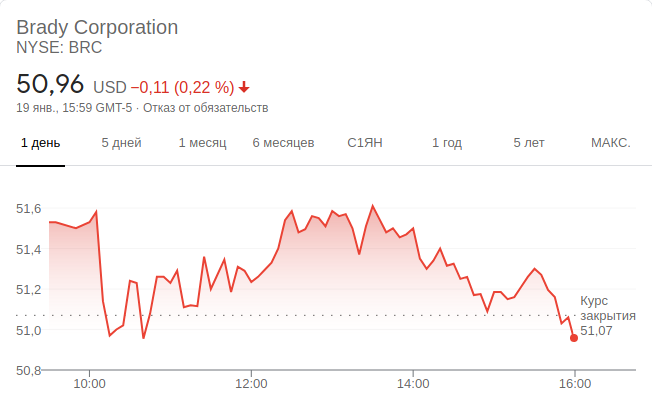 Brady Corporation
NYSE: BRC
50,96 USD −0,11 (0,22 %)
19 янв., 15:59 GMT-5 · Отказ от обязательств
1 день 5 дней 1 месяц 6 месяцев С1ЯН 1 год 5 лет МАКС.
51,6
51,4
51,2
51,0
50,8
Курс
закрытия
51,07
10:00 12:00 14:00 16:00